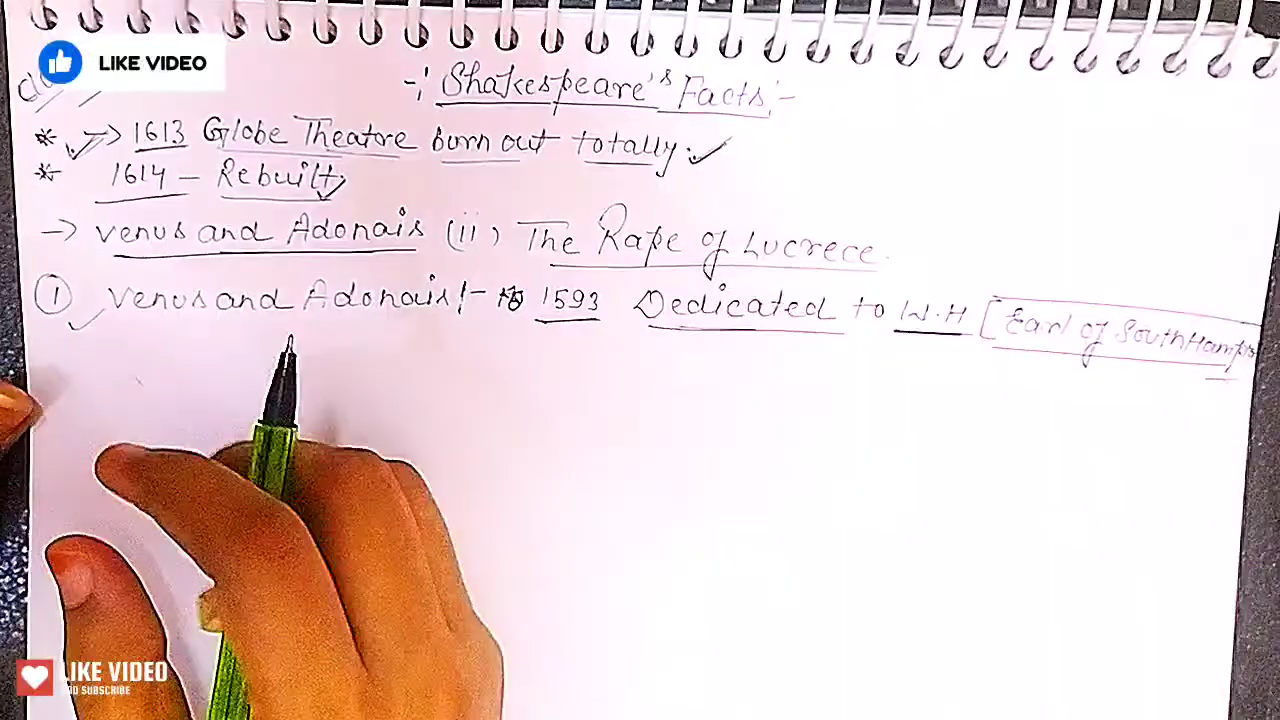 LIKE VIDEO
-:Shakespeare's Facts:-
* → 1613 Globe Theatre burn out totally.
* 1614 - Rebuilt
→ Venus and Adonais (ii) The Rape of Lucrece.
① Venus and Adonais:- 1593 Dedicated to W.H [Earl of SouthHampton
LIKE VIDEO
AND SUBSCRIBE